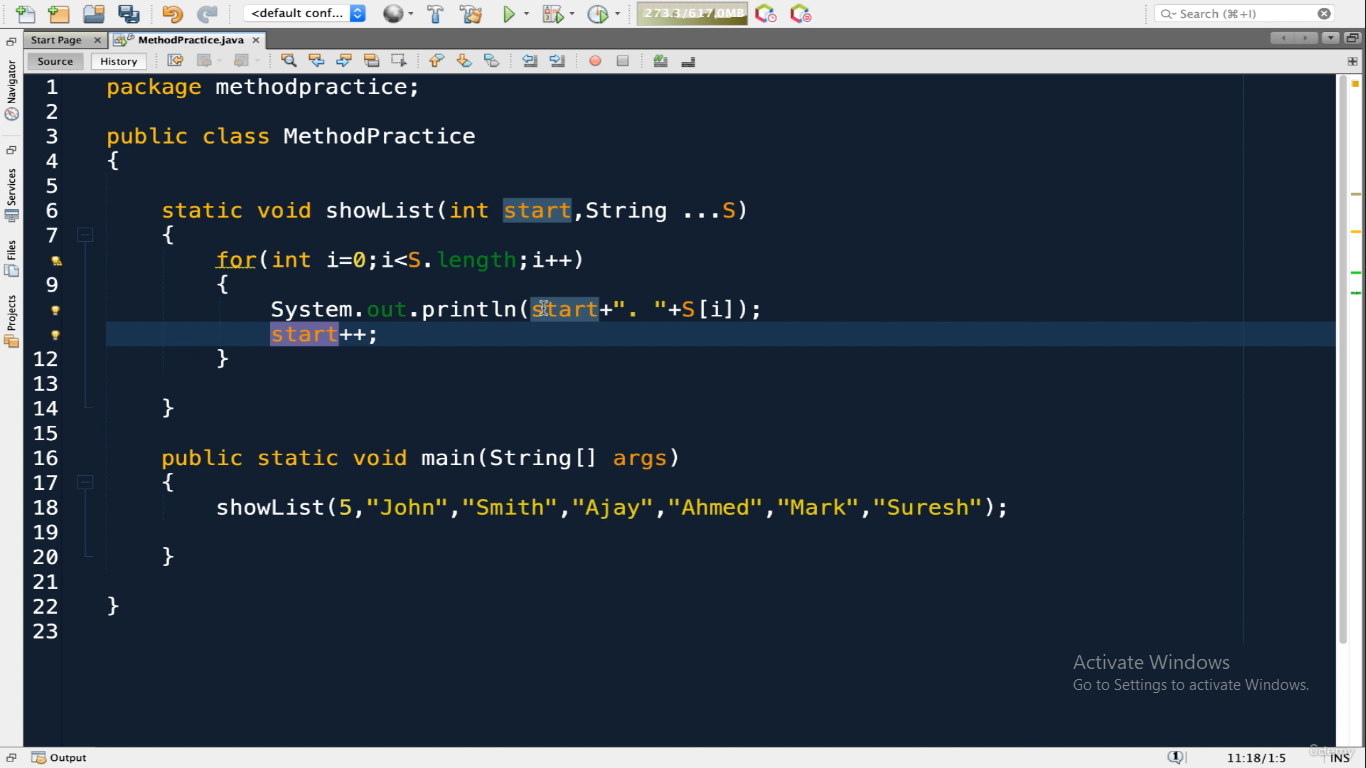 <default conf...
273.3/617.0MB
Search (⌘+I)
Start Page
MethodPractice.java
Source
History
Navigator
Services
Files
Projects
1 package methodpractice;
2
3 public class MethodPractice
4 {
5
6 static void showList(int start,String ...S)
7 {
for(int i=0;i<S.length;i++)
9 {
System.out.println(start+". "+S[i]);
start++;
12 }
13
14 }
15
16 public static void main(String[] args)
17 {
18 showList(5,"John","Smith","Ajay","Ahmed","Mark","Suresh");
19
20 }
21
22 }
23
Activate Windows
Go to Settings to activate Windows.
Output
1
11:18/1:5
INS
Udemy